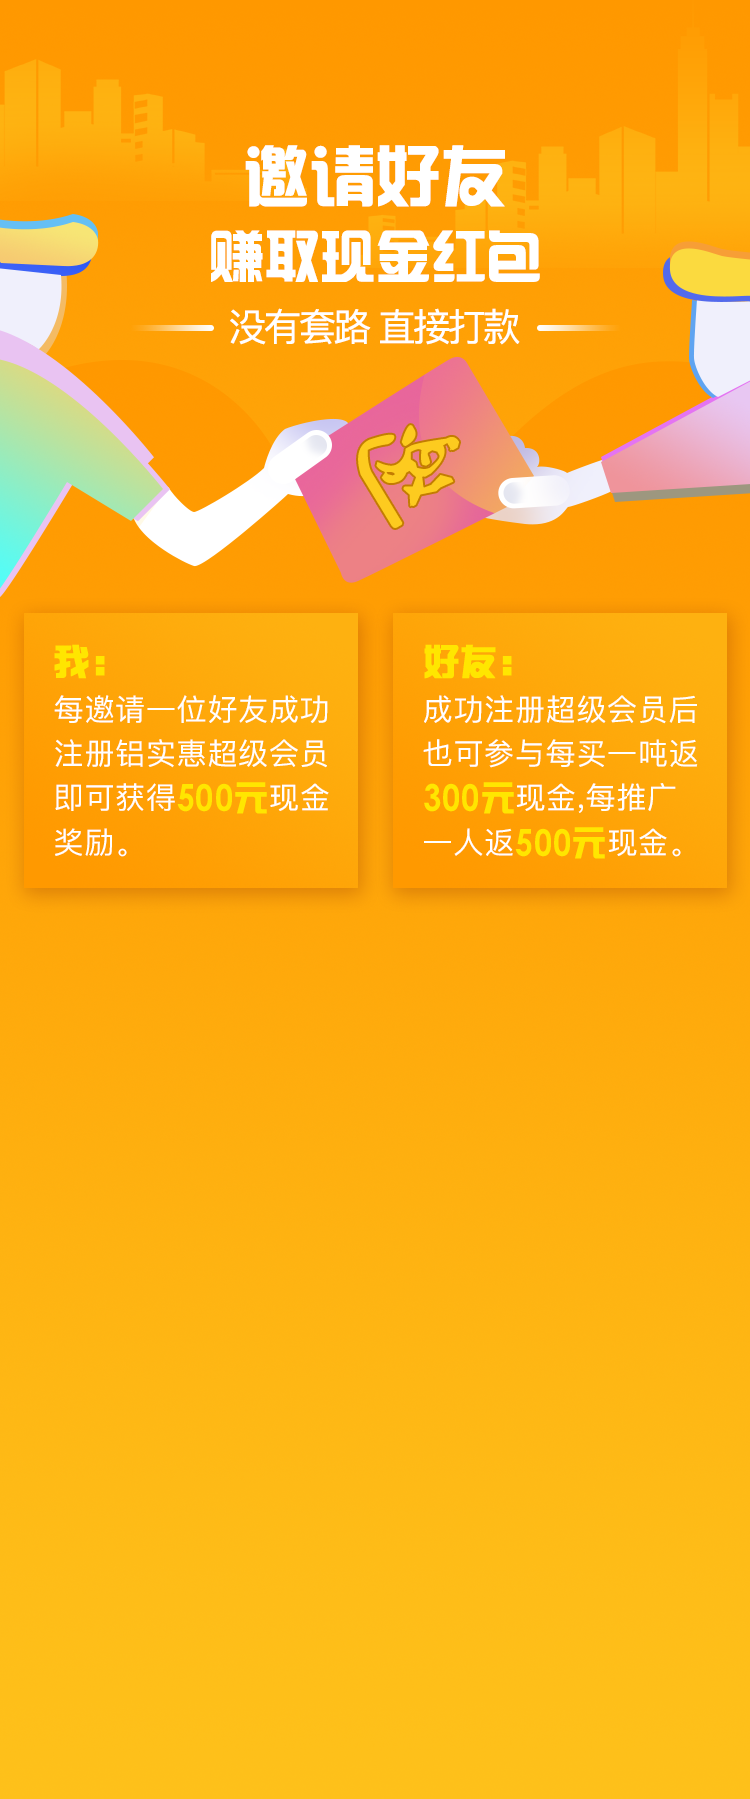 邀请好友
赚取现金红包
没有套路 直接打款
我：
每邀请一位好友成功
注册铝实惠超级会员
即可获得500元现金
奖励。
好友：
成功注册超级会员后
也可参与每买一吨返
300元现金,每推广
一人返500元现金。